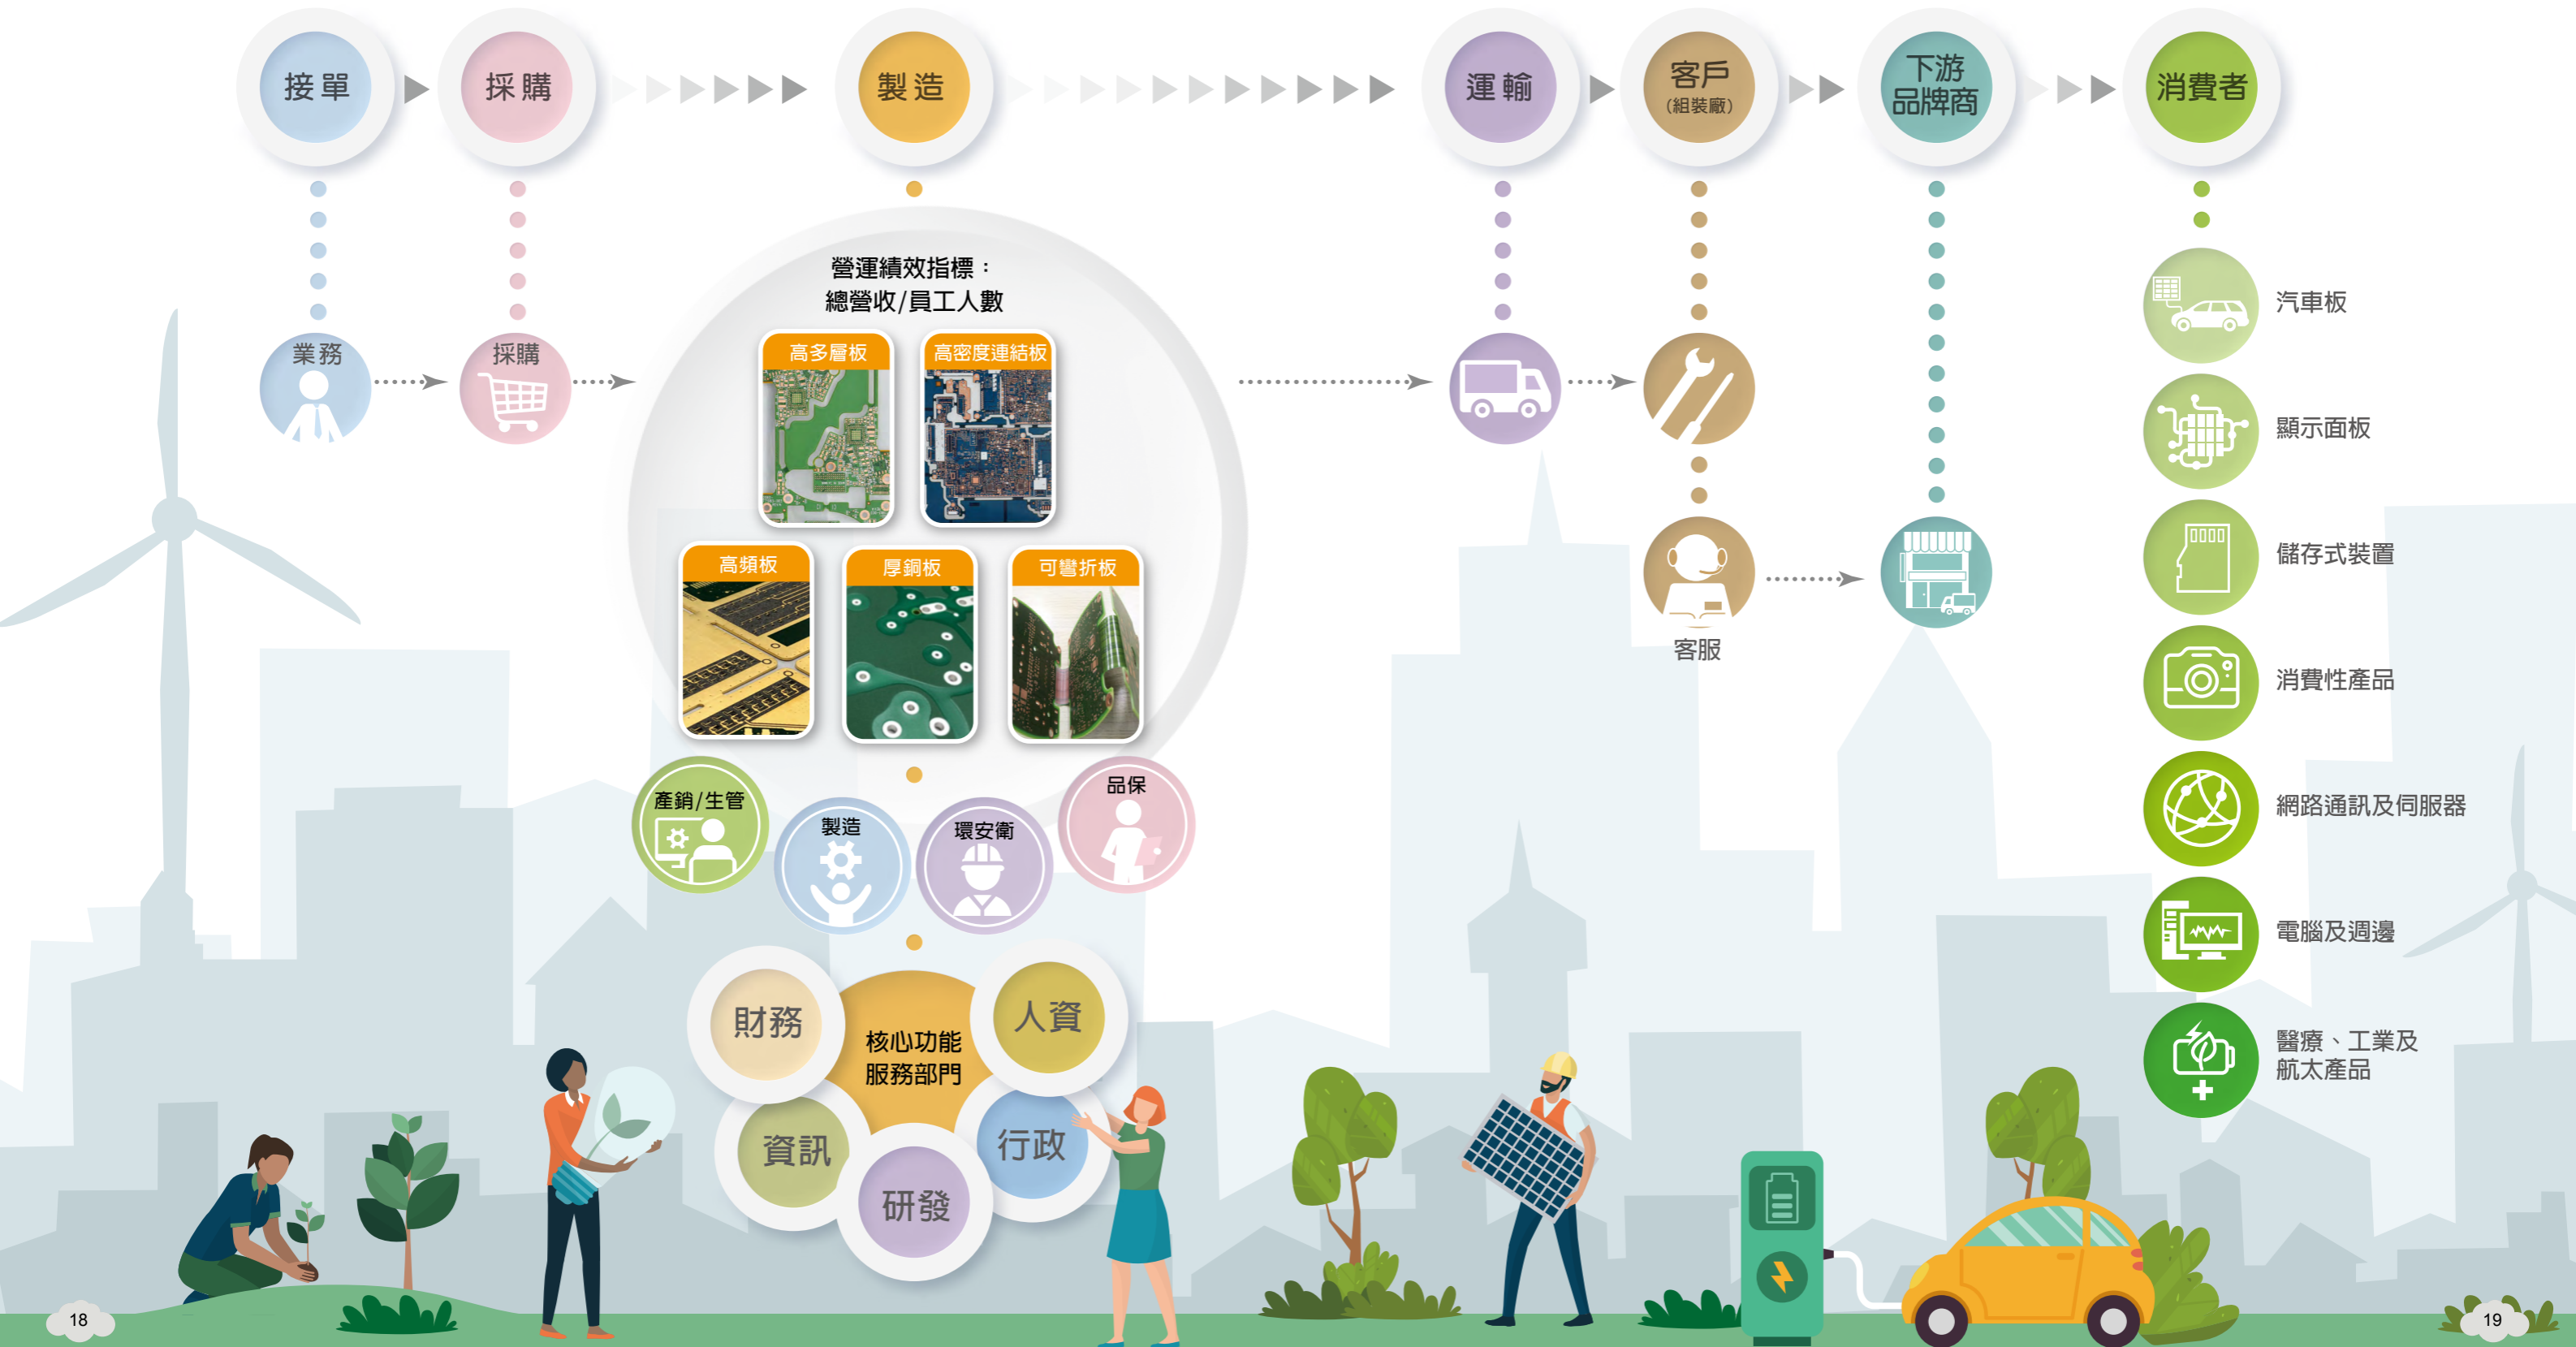 接單
採購
製造
運輸
客戶
(組裝廠)
下游
品牌商
消費者
業務
採購
營運績效指標：
總營收/員工人數
高多層板
高密度連結板
高頻板
厚銅板
可彎折板
產銷/生管
製造
環安衛
品保
核心功能
服務部門
財務
人資
資訊
行政
研發
客服
汽車板
顯示面板
儲存式裝置
消費性產品
網路通訊及伺服器
電腦及週邊
醫療、工業及
航太產品
18
19